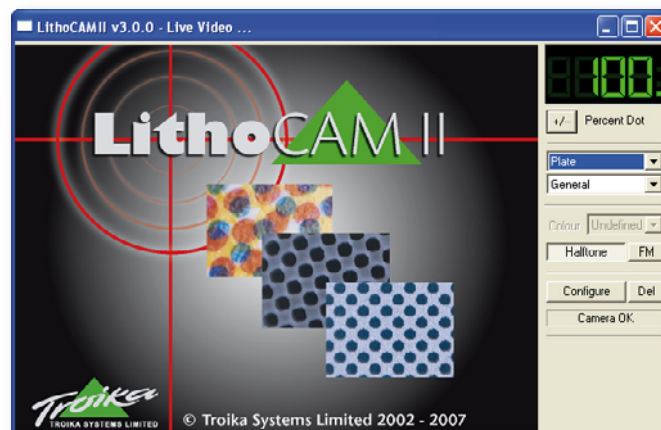 LithoCAMII v3.0.0 - Live Video ...
100.
+/- Percent Dot
LithoCAM II
Plate
General
Colour Undefined
Halftone FM
Configure Del
Camera OK
Troika
TROIKA SYSTEMS LIMITED
© Troika Systems Limited 2002 - 2007